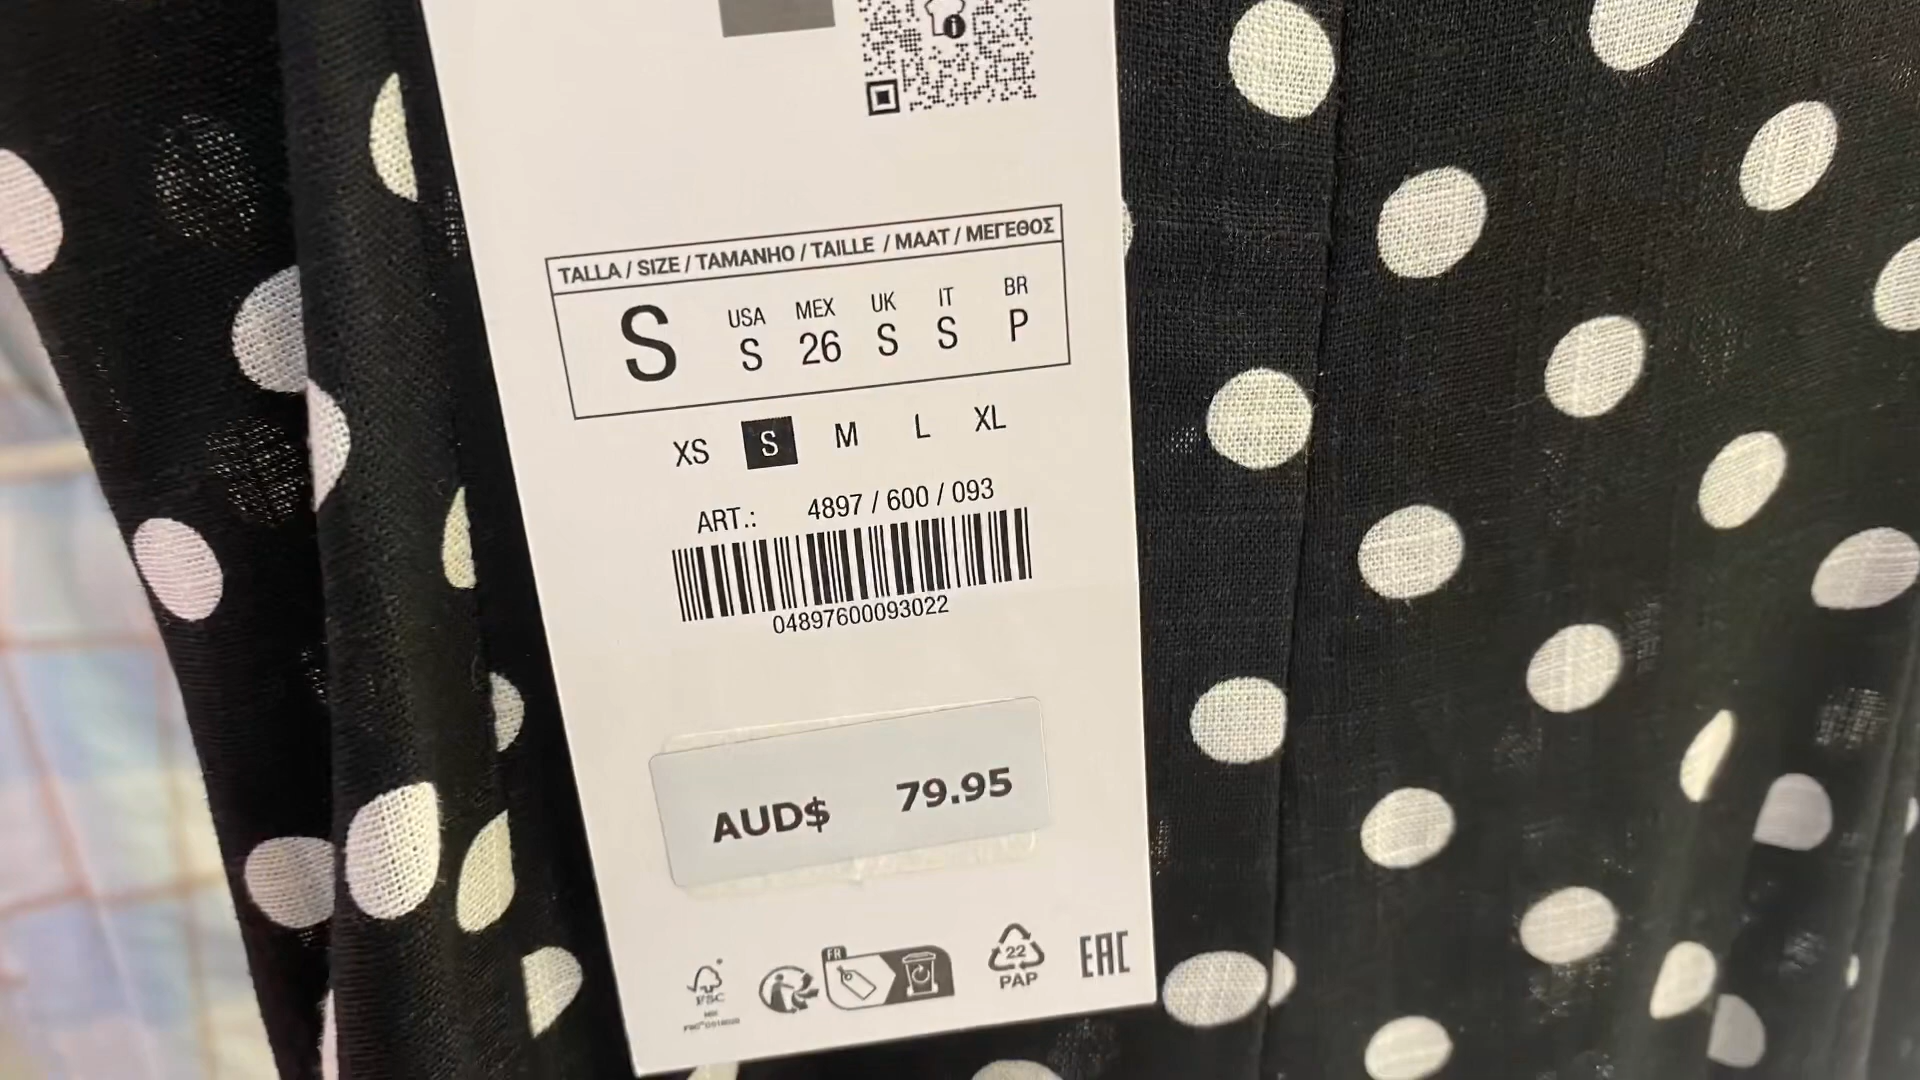 TALLA / SIZE / TAMANHO / TAILLE / MAAT / ΜΕΓΕΘΟΣ
S
USA MEX UK IT BR
S 26 S S P
XS S M L XL
ART.: 4897 / 600 / 093
04897600093022
AUD$ 79.95
FR
FSC
22
PAP
EAC